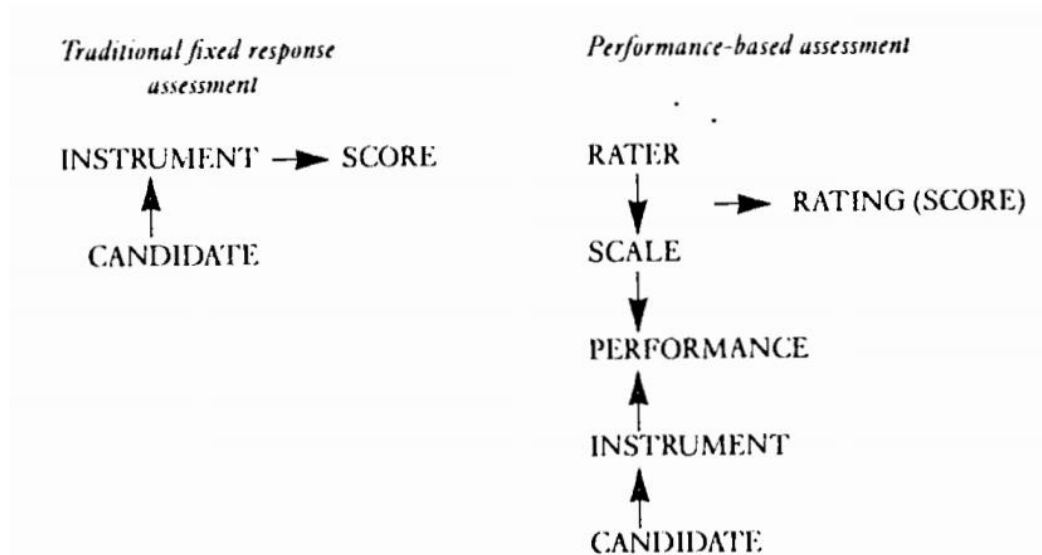 Traditional fixed response
assessment
INSTRUMENT → SCORE
CANDIDATE
Performance-based assessment
RATER
RATING (SCORE)
SCALE
PERFORMANCE
INSTRUMENT
CANDIDATE